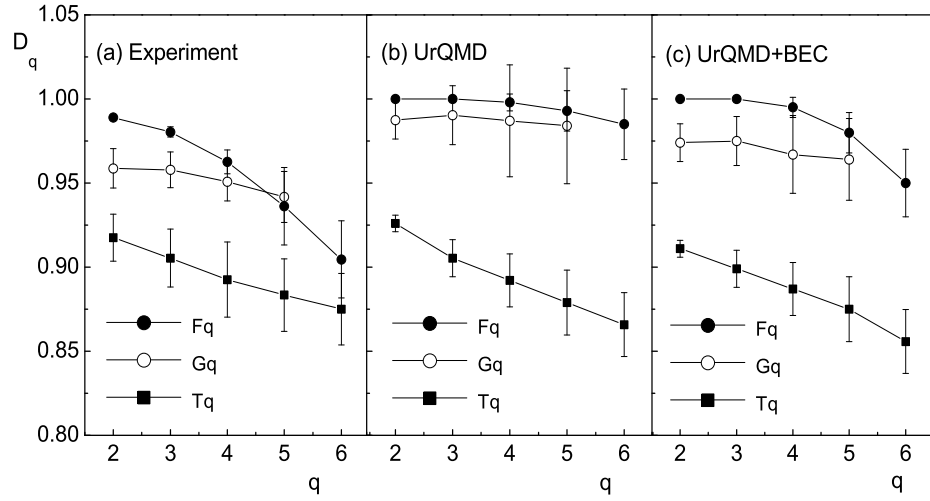 1.05
D
q
(a) Experiment
(b) UrQMD
(c) UrQMD+BEC
1.00
0.95
0.90
0.85
0.80
Fq
Gq
Tq
Fq
Gq
Tq
Fq
Gq
Tq
2 3 4 5 6
2 3 4 5 6
2 3 4 5 6
q
q
q